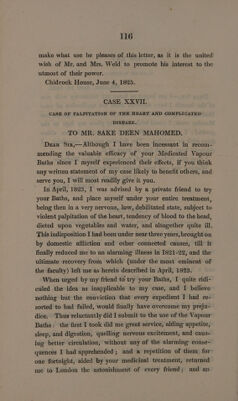 116
make what use he pleases of this letter, as it is the united
wish of Mr. and Mrs. Weld to promote his interest to the
utmost of their power.
Chidrock House, June 4, 1825.
CASE XXVII.
CASE OF PALPITATION OF THE HEART AND COMPLICATED
DISEASE.
TO MR. SAKE DEEN MAHOMED.
DEAR SIR,—Although I have been incessant in recom-
mending the valuable efficacy of your Medicated Vapour
Baths since I myself experienced their effects, if you think
any written statement of my case likely to benefit others, and
serve you, I will most readily give it you.
In April, 1823, I was advised by a private friend to try
your Baths, and place myself under your entire treatment,
being then in a very nervous, low, debilitated state, subject to
violent palpitation of the heart, tendency of blood to the head,
dieted upon vegetables and water, and altogether quite ill.
This indisposition I had been under near three years, brought on
by domestic affliction and other connected causes, till it
finally reduced me to an alarming illness in 1821-22, and the
ultimate recovery from which (under the most eminent of
the faculty) left me as herein described in April, 1823.
When urged by my friend to try your Baths, I quite ridi-
culed the idea as inapplicable to my case, and I believe
nothing but the conviction that every expedient I had re-
sorted to had failed, would finally have overcome my preju-
dice. Thus reluctantly did I submit to the use of the Vapour
Baths: the first I took did me great service, aiding appetite,
sleep, and digestion, quelling nervous excitement, and caus-
ing better circulation, without any of the alarming conse-
quences I had apprehended; and a repetition of them for
one fortnight, aided by your medicinal treatment, returned
me to London the astonishment of every friend; and so